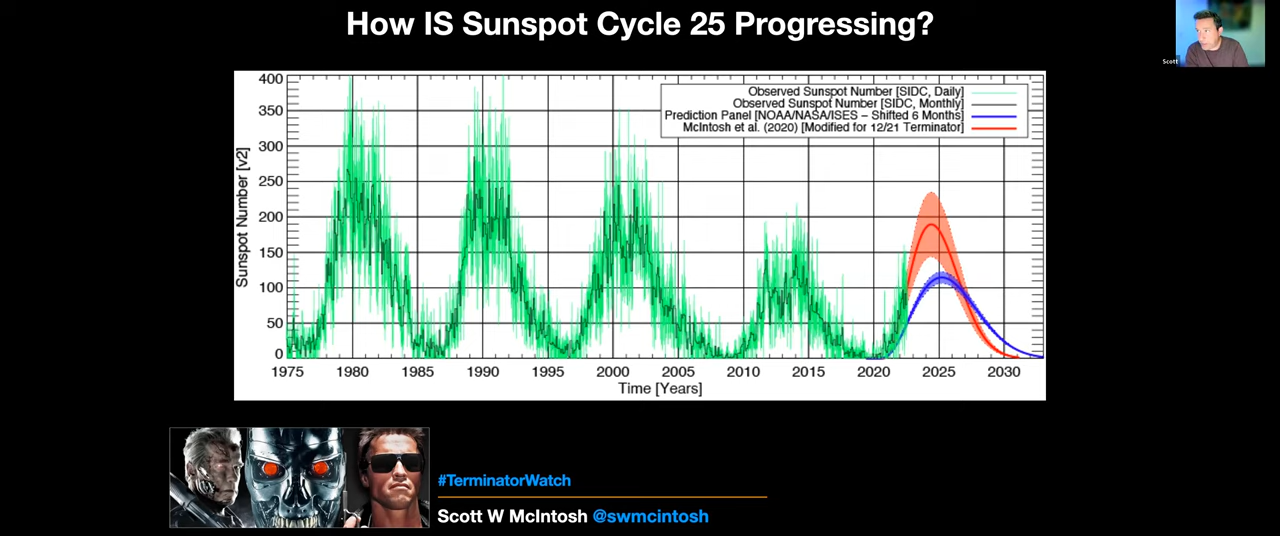 How IS Sunspot Cycle 25 Progressing?
Scott
Observed Sunspot Number [SIDC, Daily]
Observed Sunspot Number [SIDC, Monthly]
Prediction Panel [NOAA/NASA/ISES – Shifted 6 Months]
McIntosh et al. (2020) [Modified for 12/21 Terminator]
Sunspot Number [v2]
400
350
300
250
200
150
100
50
0
1975 1980 1985 1990 1995 2000 2005 2010 2015 2020 2025 2030
Time [Years]
#TerminatorWatch
Scott W McIntosh @swmcintosh